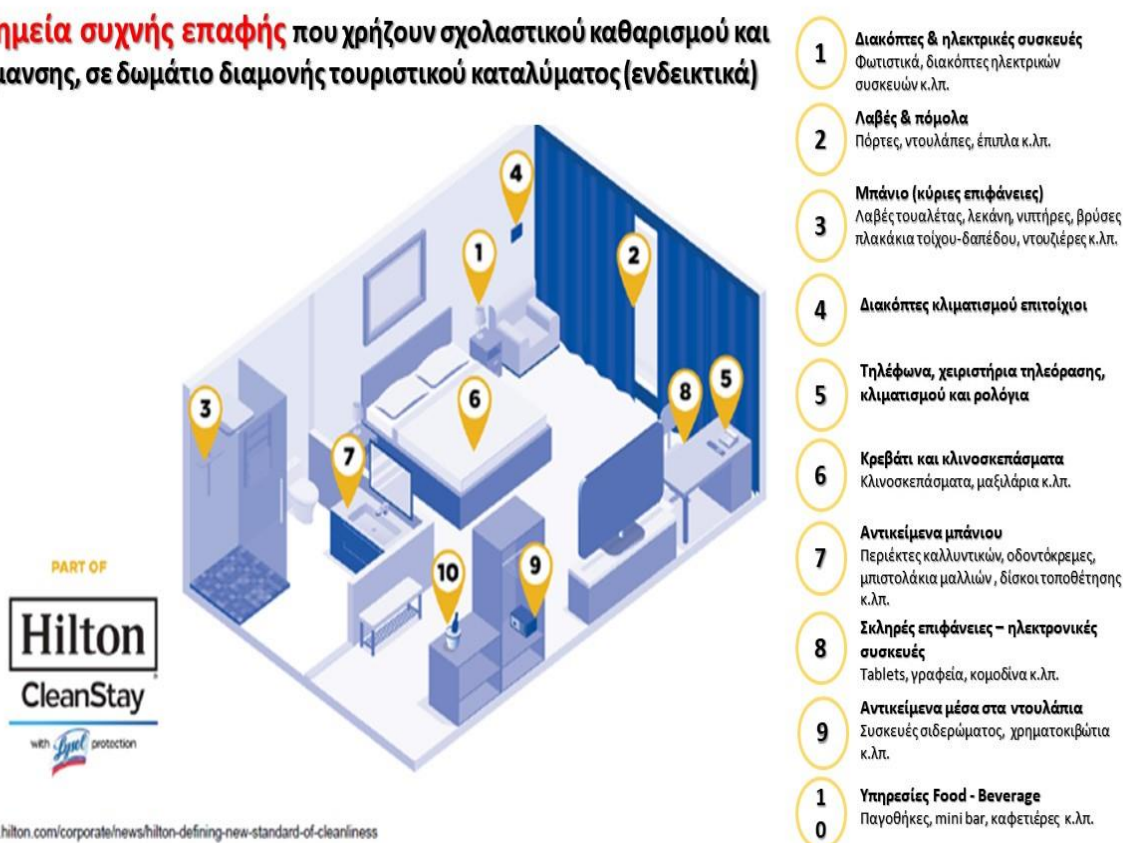 ημεία συχνής επαφής που χρήζουν σχολαστικού καθαρισμού και
μανσης, σε δωμάτιο διαμονής τουριστικού καταλύματος (ενδεικτικά)
1
Διακόπτες & ηλεκτρικές συσκευές
Φωτιστικά, διακόπτες ηλεκτρικών
συσκευών κ.λπ.
2
Λαβές & πόμολα
Πόρτες, ντουλάπες, έπιπλα κ.λπ.
3
Μπάνιο (κύριες επιφάνειες)
Λαβές τουαλέτας, λεκάνη, νιπτήρες, βρύσες
πλακάκια τοίχου-δαπέδου, ντουζιέρες κ.λπ.
4
Διακόπτες κλιματισμού επιτοίχιοι
5
Τηλέφωνα, χειριστήρια τηλεόρασης,
κλιματισμού και ρολόγια
6
Κρεβάτι και κλινοσκεπάσματα
Κλινοσκεπάσματα, μαξιλάρια κ.λπ.
7
Αντικείμενα μπάνιου
Περιέκτες καλλυντικών, οδοντόκρεμες,
μπιστολάκια μαλλιών , δίσκοι τοποθέτησης
κ.λπ.
8
Σκληρές επιφάνειες – ηλεκτρονικές
συσκευές
Tablets, γραφεία, κομοδίνα κ.λπ.
9
Αντικείμενα μέσα στα ντουλάπια
Συσκευές σιδερώματος, χρηματοκιβώτια
κ.λπ.
1
0
Υπηρεσίες Food - Beverage
Παγοθήκες, mini bar, καφετιέρες κ.λπ.
4
1
2
3
6
8
5
7
10
9
PART OF
Hilton
CleanStay
with Lysol protection
.hilton.com/corporate/news/hilton-defining-new-standard-of-cleanliness